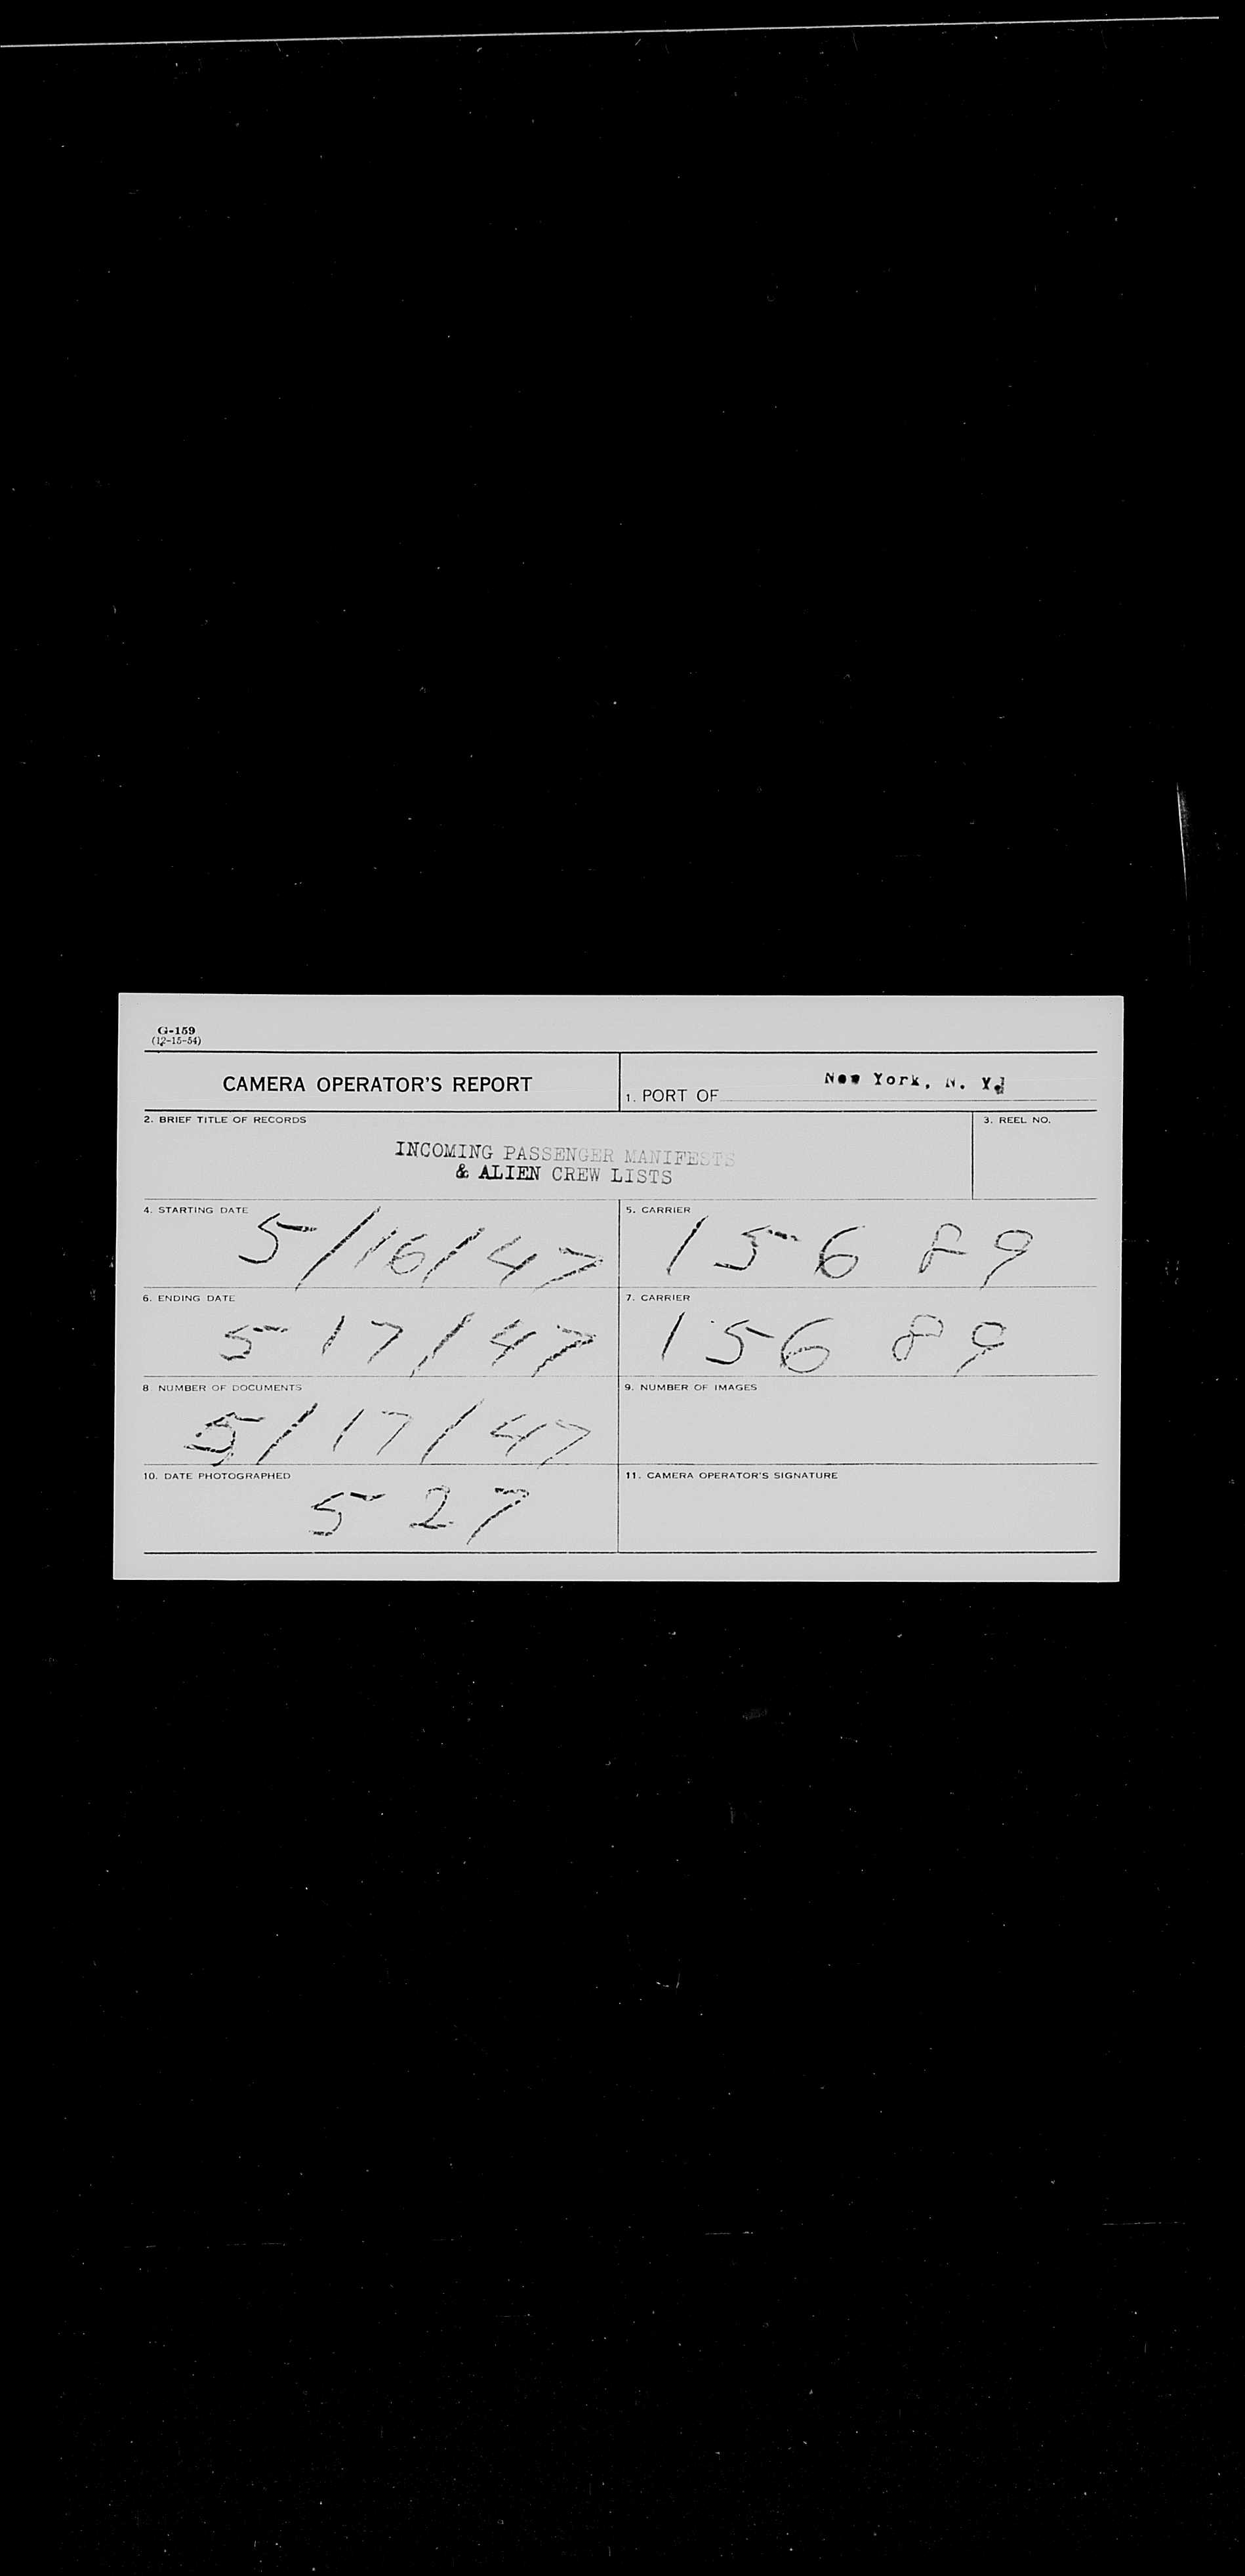 G-159
(12-15-54)
CAMERA OPERATOR'S REPORT
1. PORT OF New York, N. Y.
2. BRIEF TITLE OF RECORDS
3. REEL NO.
INCOMING PASSENGER MANIFESTS
& ALIEN CREW LISTS
4. STARTING DATE 5/16/47
5. CARRIER 15689
6. ENDING DATE 5 17/47
7. CARRIER 15689
8. NUMBER OF DOCUMENTS 5/17/47
9. NUMBER OF IMAGES
10. DATE PHOTOGRAPHED 527
11. CAMERA OPERATOR'S SIGNATURE